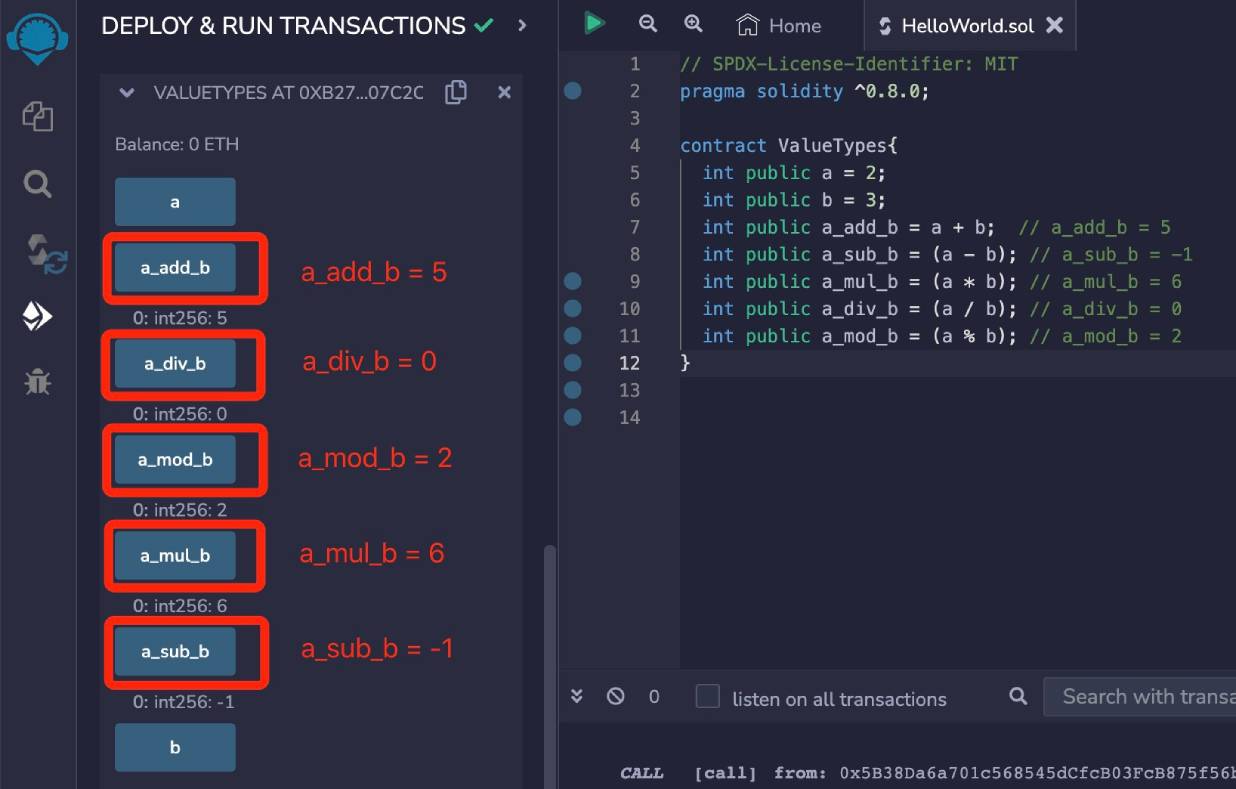 DEPLOY & RUN TRANSACTIONS
VALUETYPES AT 0XB27...07C2C
Balance: 0 ETH
a
a_add_b
a_add_b = 5
0: int256: 5
a_div_b
a_div_b = 0
0: int256: 0
a_mod_b
a_mod_b = 2
0: int256: 2
a_mul_b
a_mul_b = 6
0: int256: 6
a_sub_b
a_sub_b = -1
0: int256: -1
b
Home
HelloWorld.sol
1 // SPDX-License-Identifier: MIT
2 pragma solidity ^0.8.0;
3
4 contract ValueTypes{
5 int public a = 2;
6 int public b = 3;
7 int public a_add_b = a + b; // a_add_b = 5
8 int public a_sub_b = (a - b); // a_sub_b = -1
9 int public a_mul_b = (a * b); // a_mul_b = 6
10 int public a_div_b = (a / b); // a_div_b = 0
11 int public a_mod_b = (a % b); // a_mod_b = 2
12 }
13
14
0 listen on all transactions Search with transa
CALL [call] from: 0x5B38Da6a701c568545dCfcB03FcB875f56b